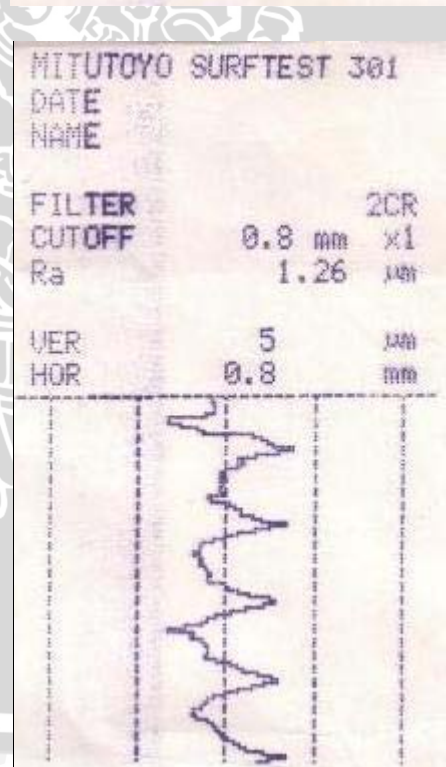 MITUTOYO SURFTEST 301
DATE
NAME
FILTER 2CR
CUTOFF 0.8 mm ×1
Ra 1.26 µm
VER 5 µm
HOR 0.8 mm